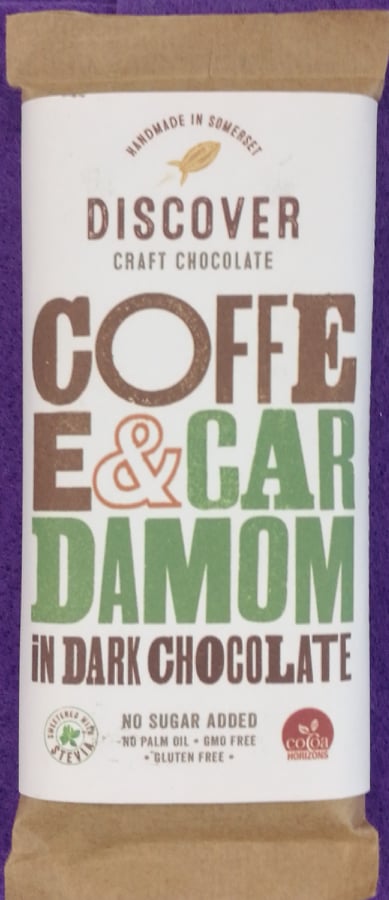 HANDMADE IN SOMERSET
DISCOVER
CRAFT CHOCOLATE
COFFE
E & CAR
DAMOM
iN DARK CHOCOLATE
SWEETENED WITH
STEVIA
NO SUGAR ADDED
-NO PALM OIL • GMO FREE
• GLUTEN FREE •
cocoa
HORIZONS